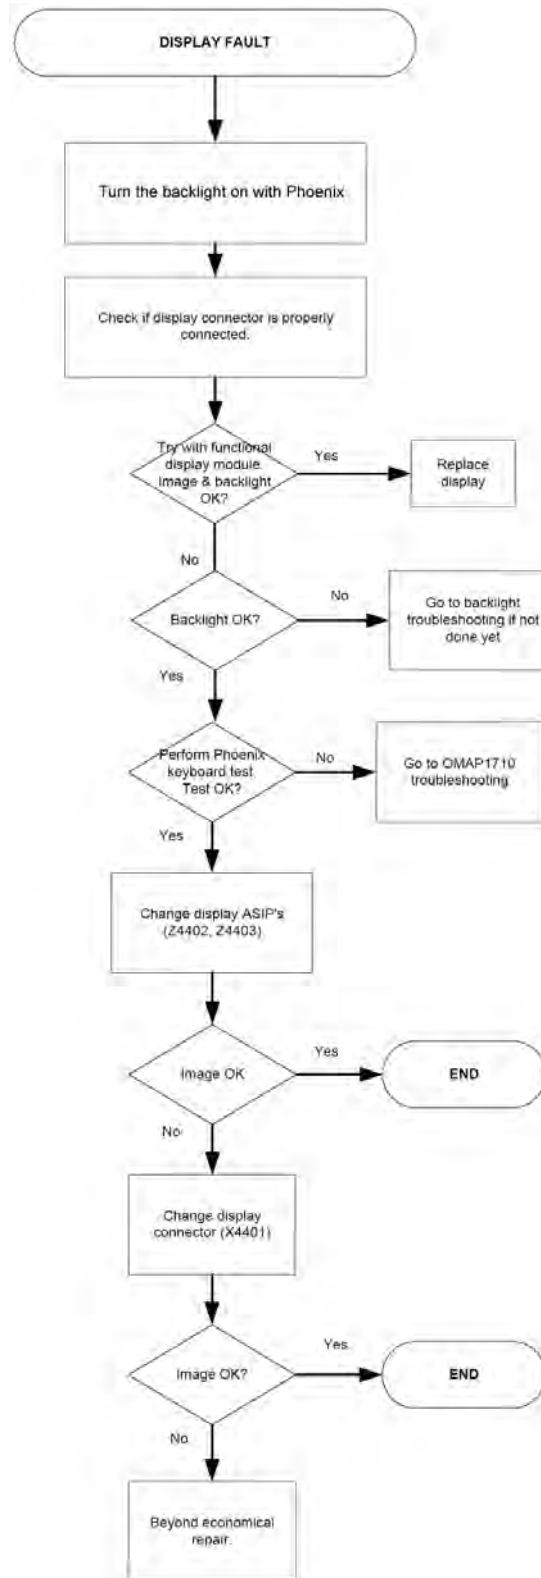 DISPLAY FAULT
Turn the backlight on with Phoenix
Check if display connector is properly
connected.
Try with functional
display module.
Image & backlight
OK?
Yes
Replace
display
No
Backlight OK?
No
Go to backlight
troubleshooting if not
done yet
Yes
Perform Phoenix
keyboard test
Test OK?
No
Go to OMAP1710
troubleshooting
Yes
Change display ASIP's
(Z4402, Z4403)
Image OK
Yes
END
No
Change display
connector (X4401)
Image OK?
Yes
END
No
Beyond economical
repair.